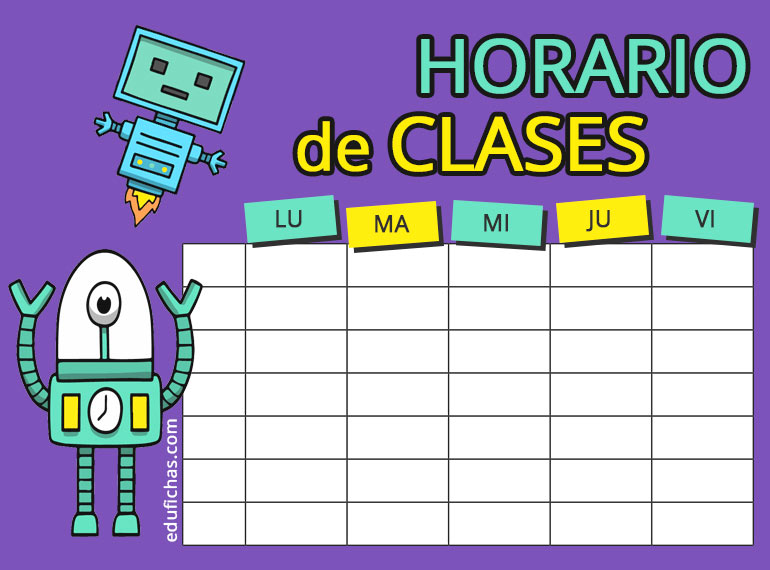 HORARIO
de CLASES
LU MA MI JU VI
edufichas.com